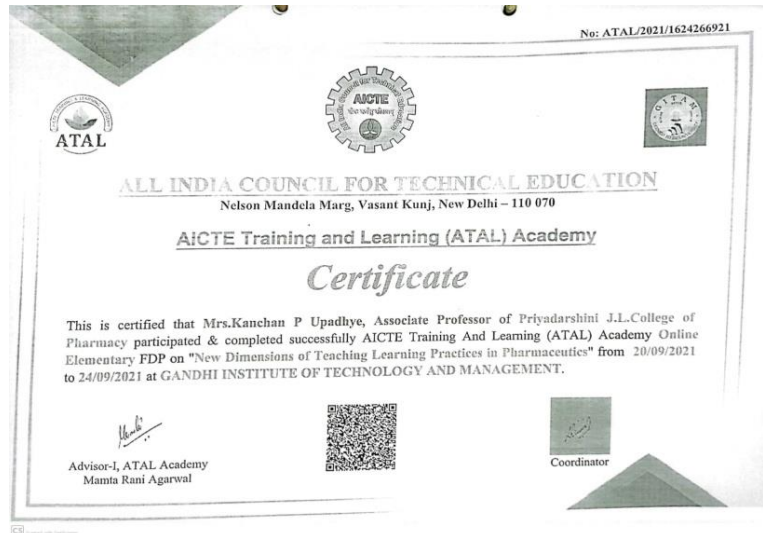 No: ATAL/2021/1624266921
ATAL
AICTE
GITAM
ALL INDIA COUNCIL FOR TECHNICAL EDUCATION
Nelson Mandela Marg, Vasant Kunj, New Delhi – 110 070
AICTE Training and Learning (ATAL) Academy
Certificate
This is certified that Mrs.Kanchan P Upadhye, Associate Professor of Priyadarshini J.L.College of
Pharmacy participated & completed successfully AICTE Training And Learning (ATAL) Academy Online
Elementary FDP on "New Dimensions of Teaching Learning Practices in Pharmaceutics" from 20/09/2021
to 24/09/2021 at GANDHI INSTITUTE OF TECHNOLOGY AND MANAGEMENT.
Advisor-I, ATAL Academy
Mamta Rani Agarwal
Coordinator
CS